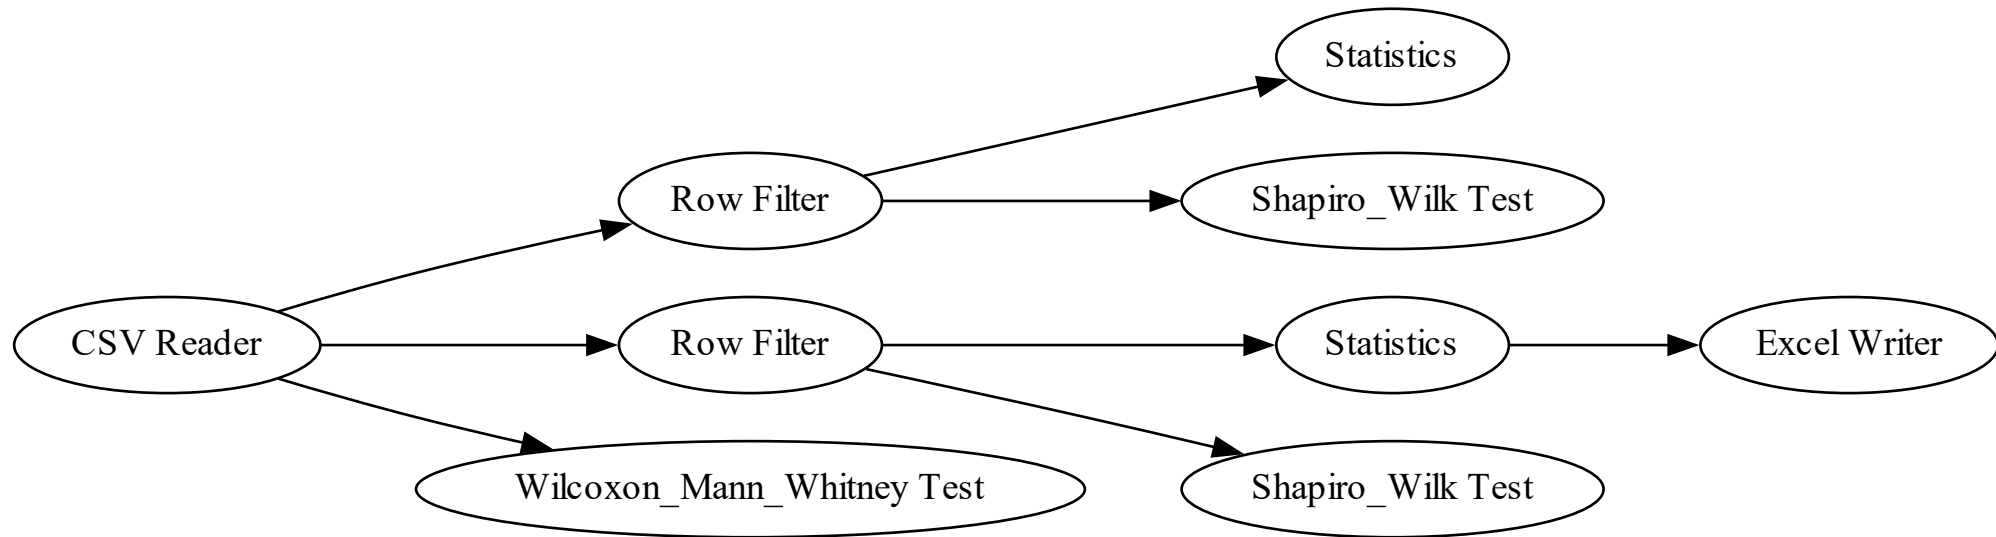 Statistics
Row Filter
Shapiro_Wilk Test
CSV Reader
Row Filter
Statistics
Excel Writer
Wilcoxon_Mann_Whitney Test
Shapiro_Wilk Test